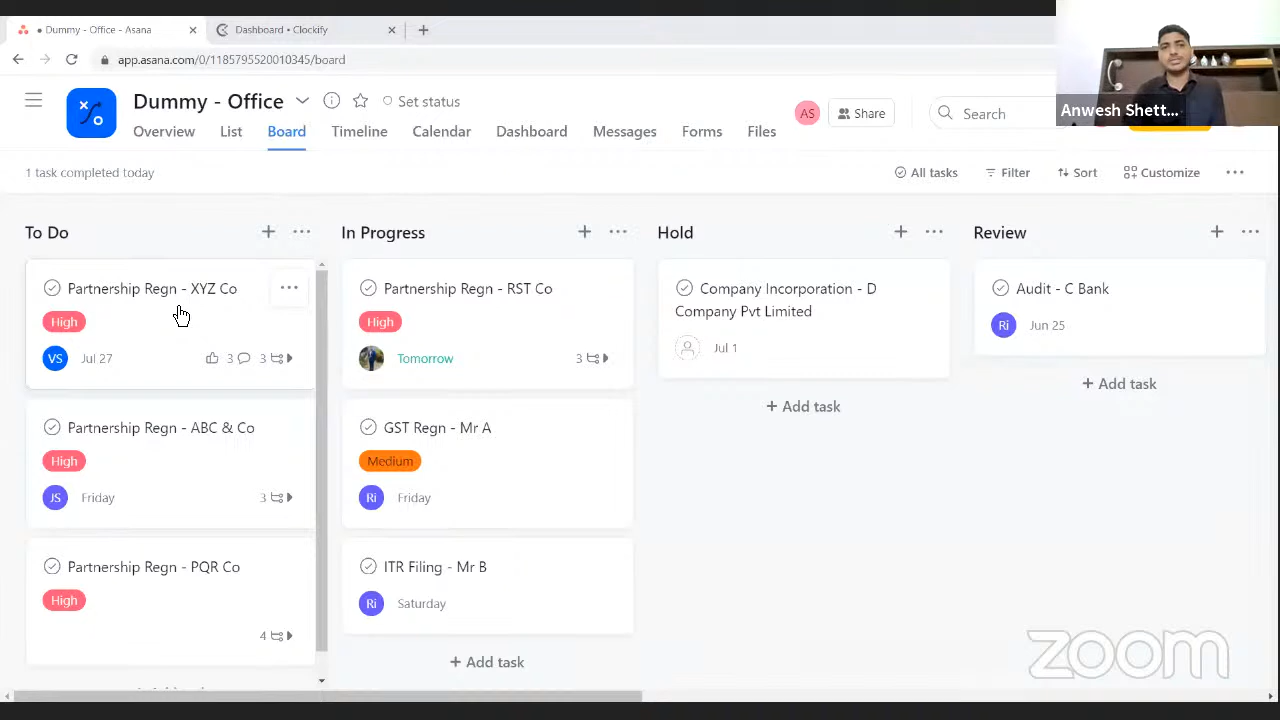 Dummy - Office - Asana
Dashboard • Clockify
app.asana.com/0/1185795520010345/board
Anwesh Shett...
Dummy - Office
Set status
AS
Share
Search
Overview
List
Board
Timeline
Calendar
Dashboard
Messages
Forms
Files
1 task completed today
All tasks
Filter
Sort
Customize
To Do
Partnership Regn - XYZ Co
High
VS
Jul 27
3
3
Partnership Regn - ABC & Co
High
JS
Friday
3
Partnership Regn - PQR Co
High
4
In Progress
Partnership Regn - RST Co
High
Tomorrow
3
GST Regn - Mr A
Medium
Ri
Friday
ITR Filing - Mr B
Ri
Saturday
+ Add task
Hold
Company Incorporation - D
Company Pvt Limited
Jul 1
+ Add task
Review
Audit - C Bank
Ri
Jun 25
+ Add task
zoom